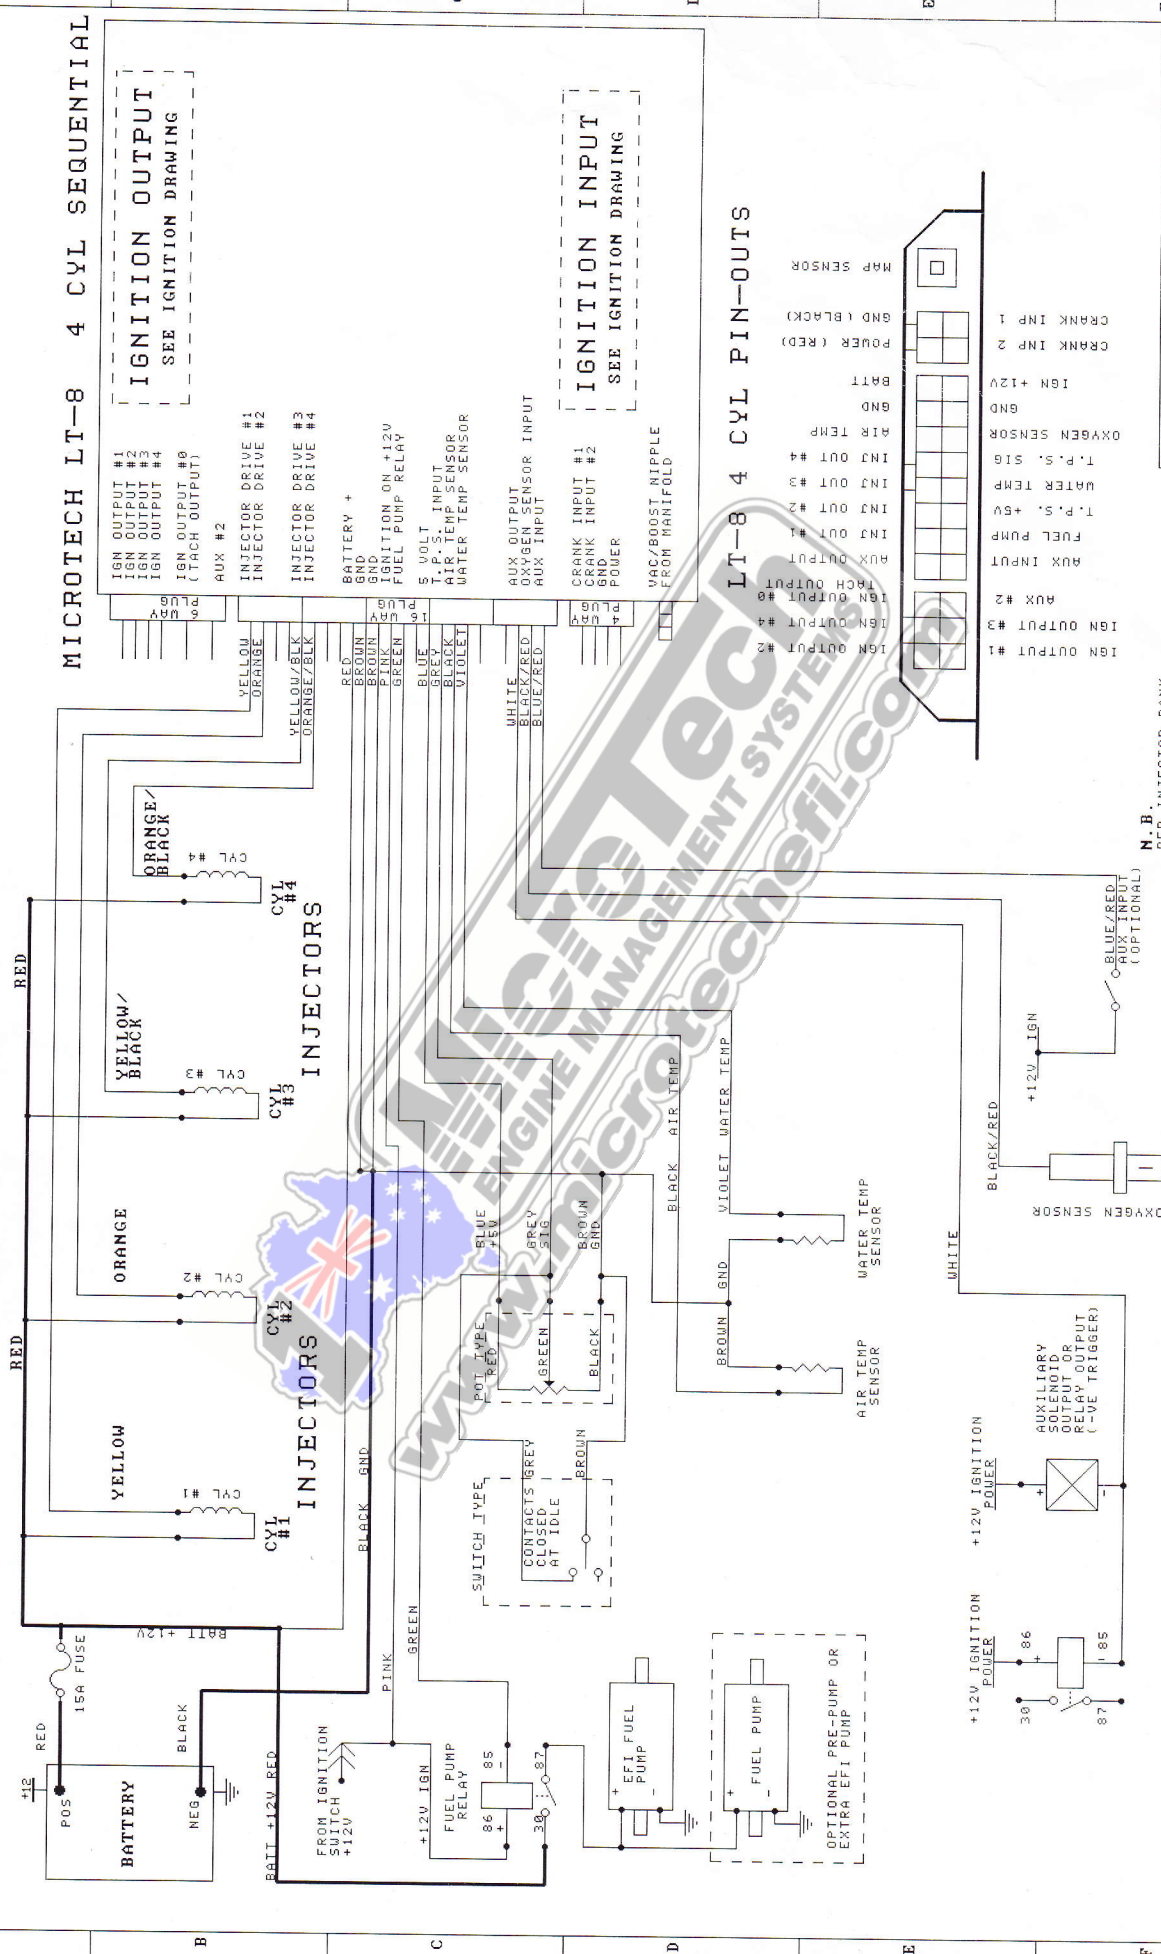 MICROTECH LT-8 4 CYL SEQUENTIAL
IGNITION OUTPUT
SEE IGNITION DRAWING
IGNITION INPUT
SEE IGNITION DRAWING
IGN OUTPUT #1
IGN OUTPUT #2
IGN OUTPUT #3
IGN OUTPUT #4
IGN OUTPUT #0
(TACH OUTPUT)
AUX #2
INJECTOR DRIVE #1
INJECTOR DRIVE #2
INJECTOR DRIVE #3
INJECTOR DRIVE #4
BATTERY +
GND
GND
IGNITION ON +12V
FUEL PUMP RELAY
5 VOLT
T.P.S. INPUT
AIR TEMP SENSOR
WATER TEMP SENSOR
AUX OUTPUT
OXYGEN SENSOR INPUT
AUX INPUT
CRANK INPUT #1
CRANK INPUT #2
GND
POWER
VAC/BOOST NIPPLE
FROM MANIFOLD
6 WAY
PLUG
16 WAY
PLUG
4 WAY
PLUG
YELLOW
ORANGE
YELLOW/BLK
ORANGE/BLK
RED
BROWN
BROWN
PINK
GREEN
BLUE
GREY
BLACK
VIOLET
WHITE
BLACK/RED
BLUE/RED
LT-8 4 CYL PIN-OUTS
MAP SENSOR
GND (BLACK)
POWER (RED)
BATT
GND
AIR TEMP
INJ OUT #4
INJ OUT #3
INJ OUT #2
INJ OUT #1
AUX OUTPUT
TACH OUTPUT
IGN OUTPUT #0
IGN OUTPUT #4
IGN OUTPUT #2
CRANK INP 1
CRANK INP 2
IGN +12V
GND
OXYGEN SENSOR
T.P.S. SIG
WATER TEMP
T.P.S. +5V
FUEL PUMP
AUX INPUT
AUX #2
IGN OUTPUT #3
IGN OUTPUT #1
N.B.
PER INJECTOR BANK
RED
RED
ORANGE/
BLACK
CYL #4
CYL
#4
YELLOW/
BLACK
CYL #3
CYL
#3
INJECTORS
ORANGE
CYL #2
CYL
#2
YELLOW
CYL #1
CYL
#1
INJECTORS
+12
POS
NEG
BATTERY
RED
15A FUSE
BLACK
BATT +12V
BATT +12V RED
BLACK GND
PINK
GREEN
FROM IGNITION
SWITCH
+12V
+12V IGN
FUEL PUMP
RELAY
86
+
85
-
30
87
EFI FUEL
PUMP
+
-
FUEL PUMP
+
-
OPTIONAL PRE-PUMP OR
EXTRA EFI PUMP
BLUE
+5V
GREY
SIG
BROWN
GND
POT TYPE
RED
GREEN
BLACK
SWITCH TYPE
CONTACTS
CLOSED
AT IDLE
GREY
BROWN
BLACK AIR TEMP
VIOLET WATER TEMP
BROWN GND
AIR TEMP
SENSOR
WATER TEMP
SENSOR
WHITE
BLACK/RED
OXYGEN SENSOR
+12V IGN
BLUE/RED
AUX INPUT
(OPTIONAL)
+12V IGNITION
POWER
+
-
AUXILIARY
SOLENOID
OUTPUT OR
RELAY OUTPUT
(-VE TRIGGER)
+12V IGNITION
POWER
86
+
85
-
30
87
MicroTech
ENGINE MANAGEMENT SYSTEMS
www.microtechefi.com
B
C
D
E
E